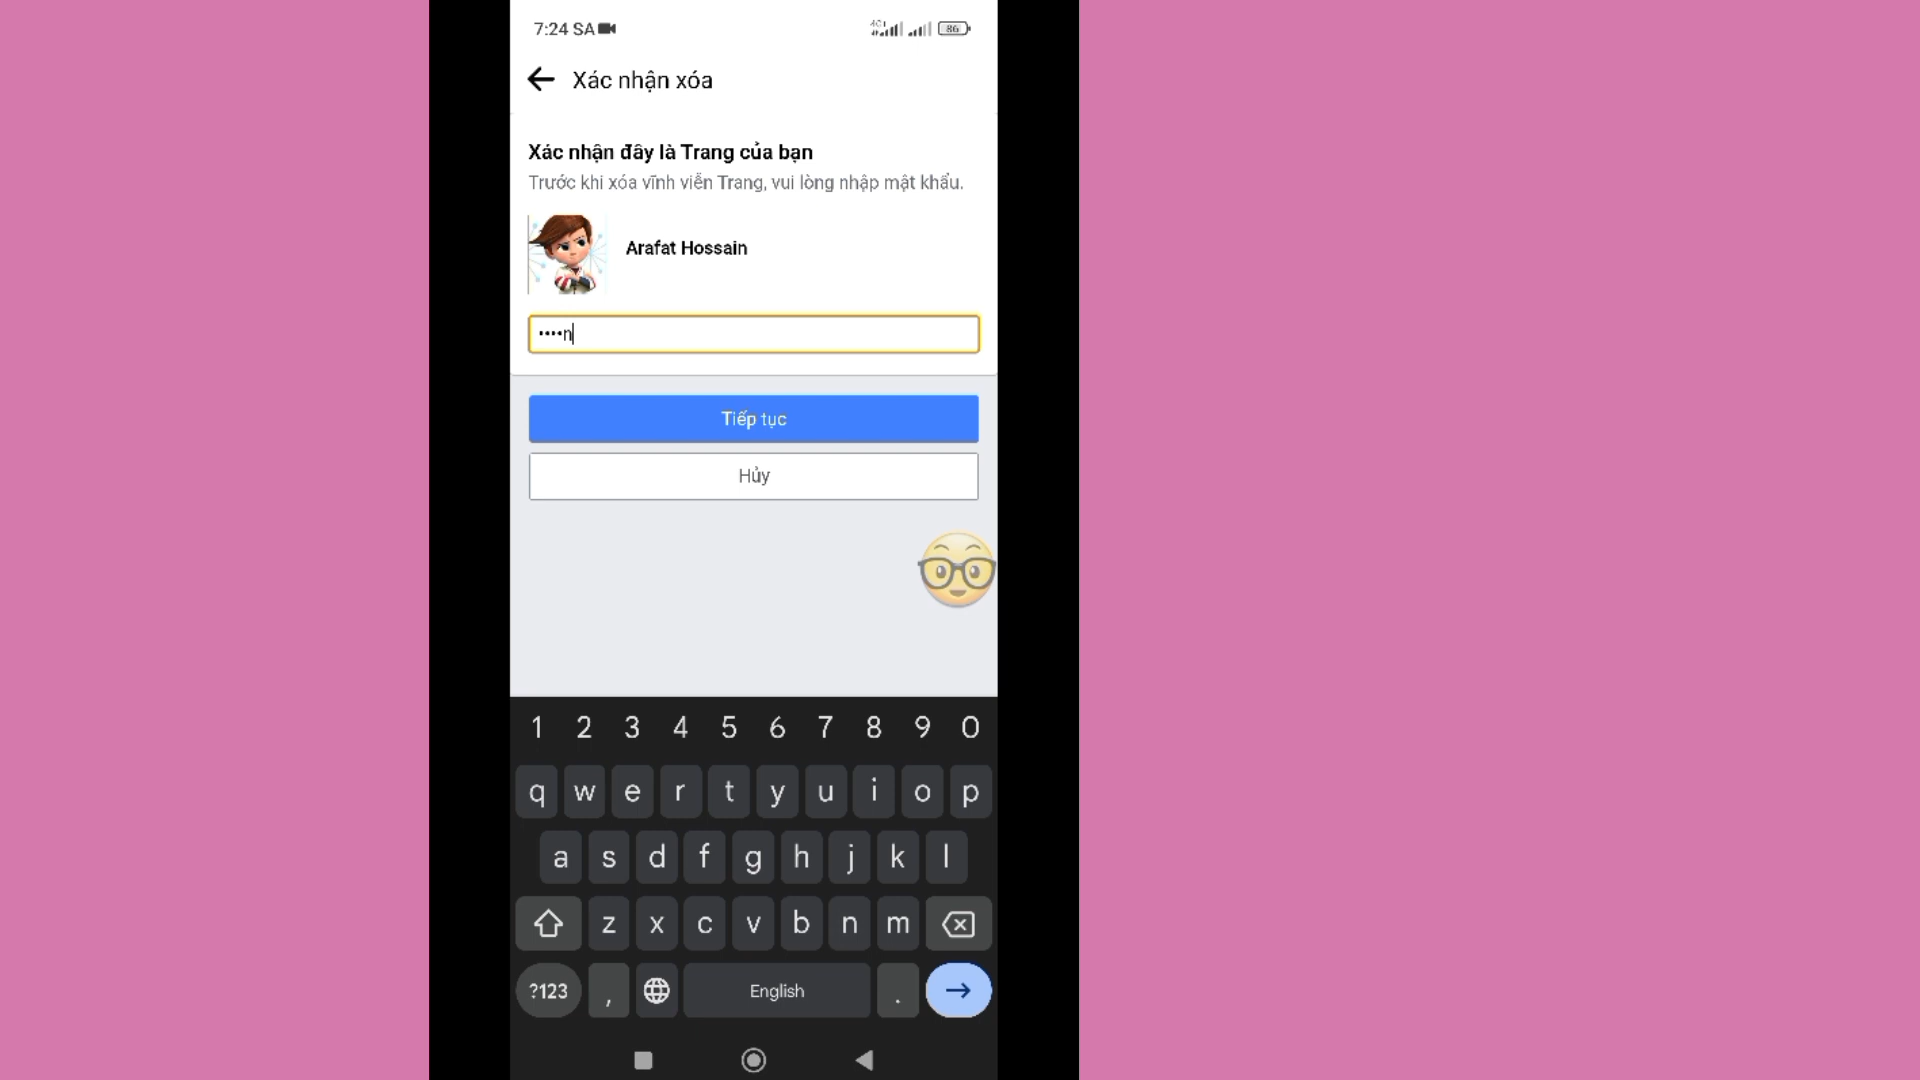 7:24 SA
4G
86
Xác nhận xóa
Xác nhận đây là Trang của bạn
Trước khi xóa vĩnh viễn Trang, vui lòng nhập mật khẩu.
Arafat Hossain
••••n
Tiếp tục
Hủy
1 2 3 4 5 6 7 8 9 0
q w e r t y u i o p
a s d f g h j k l
z x c v b n m
?123 , English .